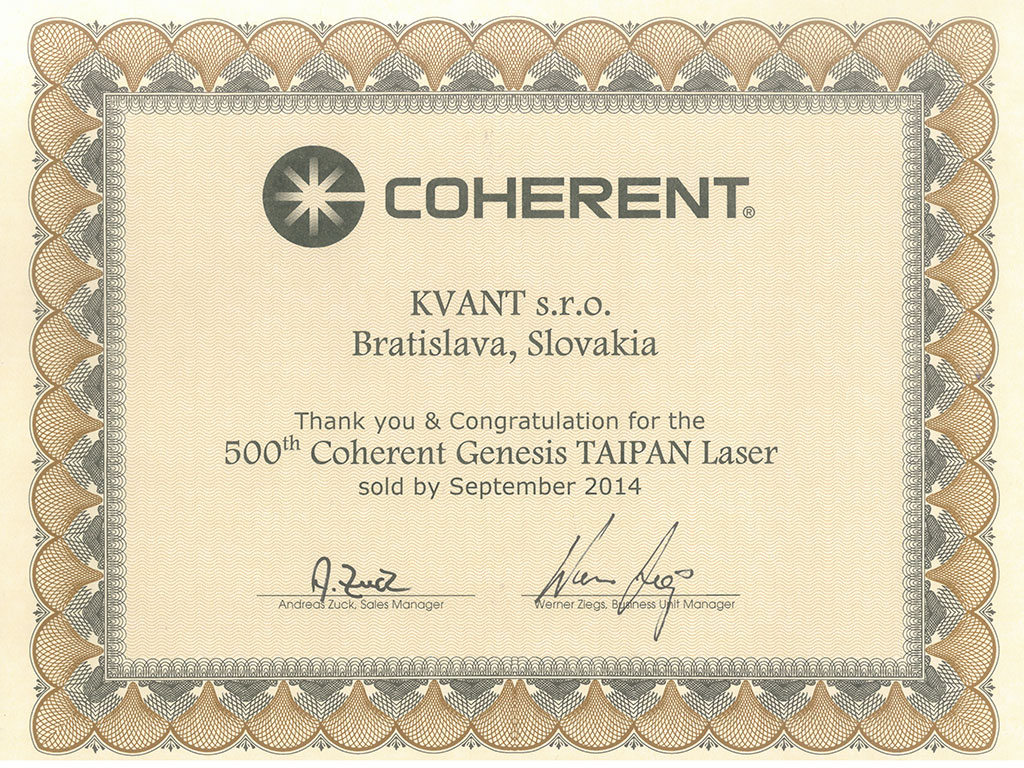 COHERENT®
KVANT s.r.o.
Bratislava, Slovakia
Thank you & Congratulation for the
500th Coherent Genesis TAIPAN Laser
sold by September 2014
A. Zuck
Andreas Zuck, Sales Manager
Werner Ziegs, Business Unit Manager